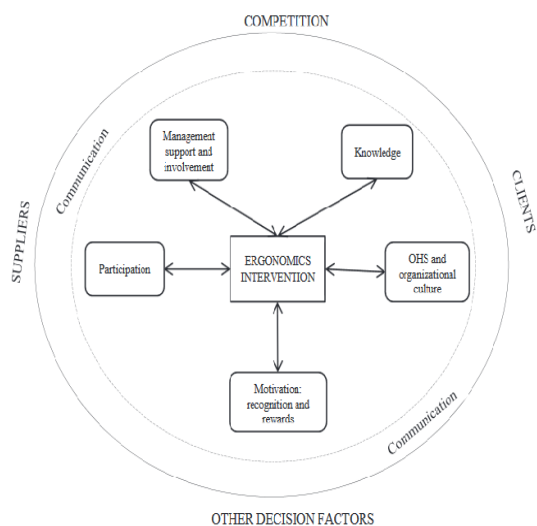 COMPETITION
Communication
Management
support and
involvement
Knowledge
SUPPLIERS
CLIENTS
Participation
ERGONOMICS
INTERVENTION
OHS and
organizational
culture
Motivation:
recognition and
rewards
Communication
OTHER DECISION FACTORS